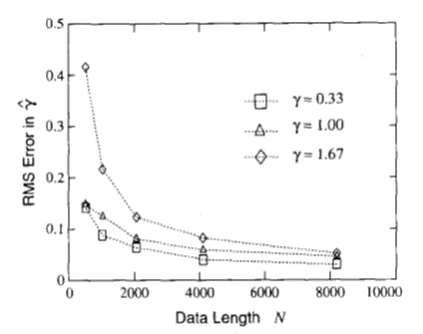 0.5
0.4
0.3
0.2
0.1
0
RMS Error in γ̂
γ = 0.33
γ = 1.00
γ = 1.67
0 2000 4000 6000 8000 10000
Data Length N